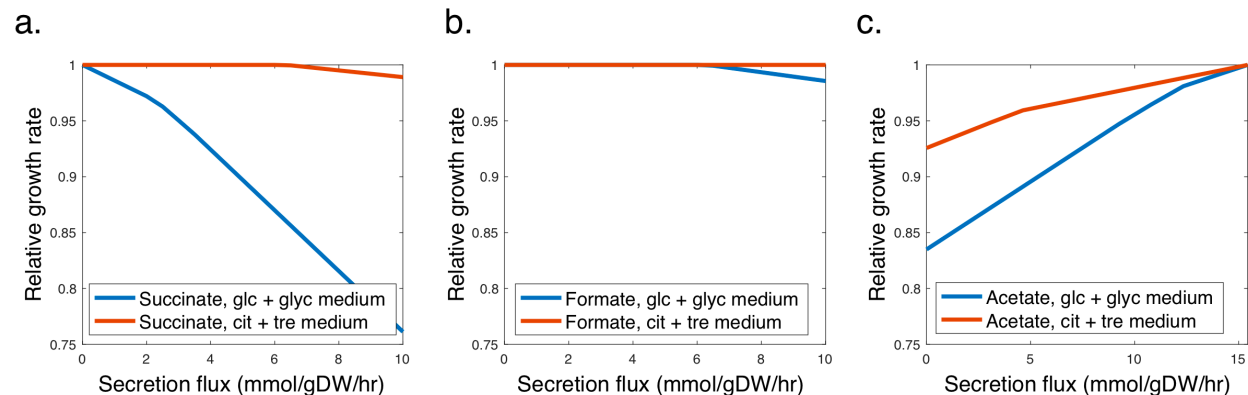 a.
Relative growth rate
1
0.95
0.9
0.85
0.8
0.75
Succinate, glc + glyc medium
Succinate, cit + tre medium
0 2 4 6 8 10
Secretion flux (mmol/gDW/hr)
b.
Relative growth rate
1
0.95
0.9
0.85
0.8
0.75
Formate, glc + glyc medium
Formate, cit + tre medium
0 2 4 6 8 10
Secretion flux (mmol/gDW/hr)
c.
Relative growth rate
1
0.95
0.9
0.85
0.8
0.75
Acetate, glc + glyc medium
Acetate, cit + tre medium
0 5 10 15
Secretion flux (mmol/gDW/hr)